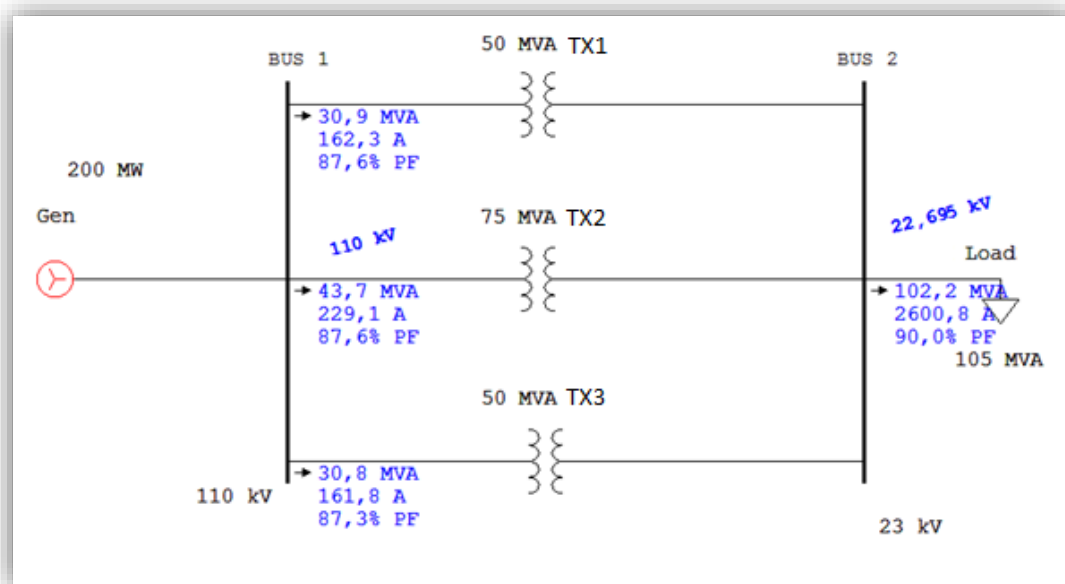 50 MVA TX1
BUS 1
BUS 2
30,9 MVA
162,3 A
87,6% PF
200 MW
Gen
110 kV
75 MVA TX2
22,695 kV
Load
43,7 MVA
229,1 A
87,6% PF
102,2 MVA
2600,8 A
90,0% PF
105 MVA
50 MVA TX3
30,8 MVA
161,8 A
87,3% PF
110 kV
23 kV